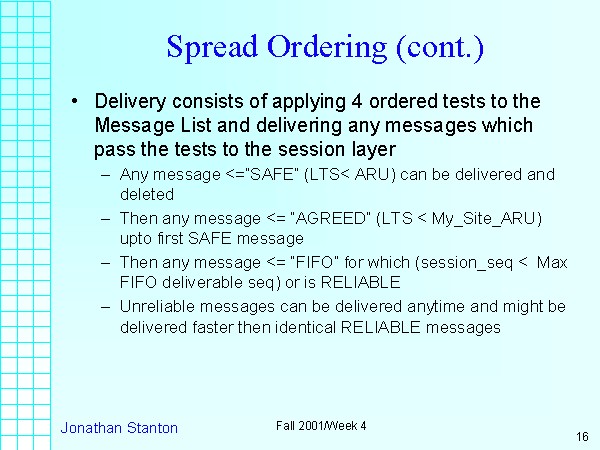 Spread Ordering (cont.)
• Delivery consists of applying 4 ordered tests to the
Message List and delivering any messages which
pass the tests to the session layer
– Any message <="SAFE" (LTS< ARU) can be delivered and
deleted
– Then any message <= "AGREED" (LTS < My_Site_ARU)
upto first SAFE message
– Then any message <= "FIFO" for which (session_seq < Max
FIFO deliverable seq) or is RELIABLE
– Unreliable messages can be delivered anytime and might be
delivered faster then identical RELIABLE messages
Jonathan Stanton
Fall 2001/Week 4
16